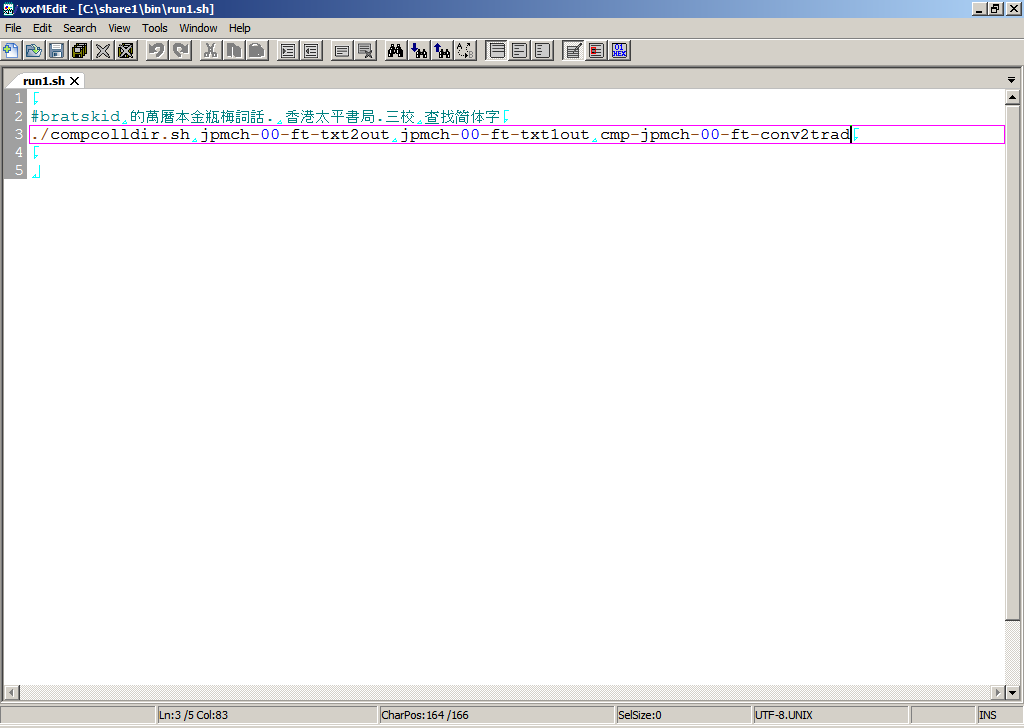 wxMEdit - [C:\share1\bin\run1.sh]
File Edit Search View Tools Window Help
run1.sh
1
2 #bratskid 的萬曆本金瓶梅詞話. 香港太平書局.三校 查找简体字
3 ./compcolldir.sh jpmch-00-ft-txt2out jpmch-00-ft-txt1out cmp-jpmch-00-ft-conv2trad
4
5
Ln:3 /5 Col:83 CharPos:164 /166 SelSize:0 UTF-8.UNIX INS